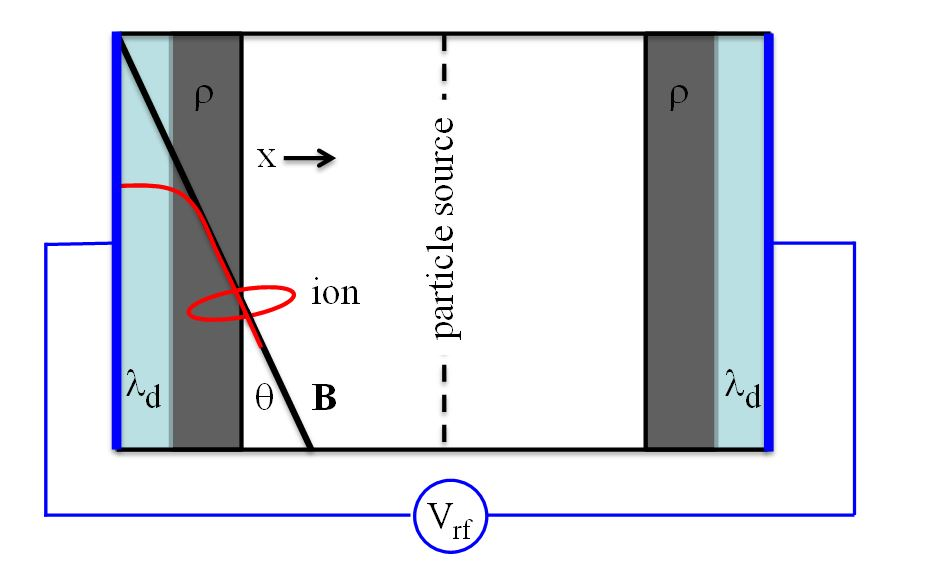 ρ
ρ
x
particle source
ion
λd
θ
B
λd
Vrf